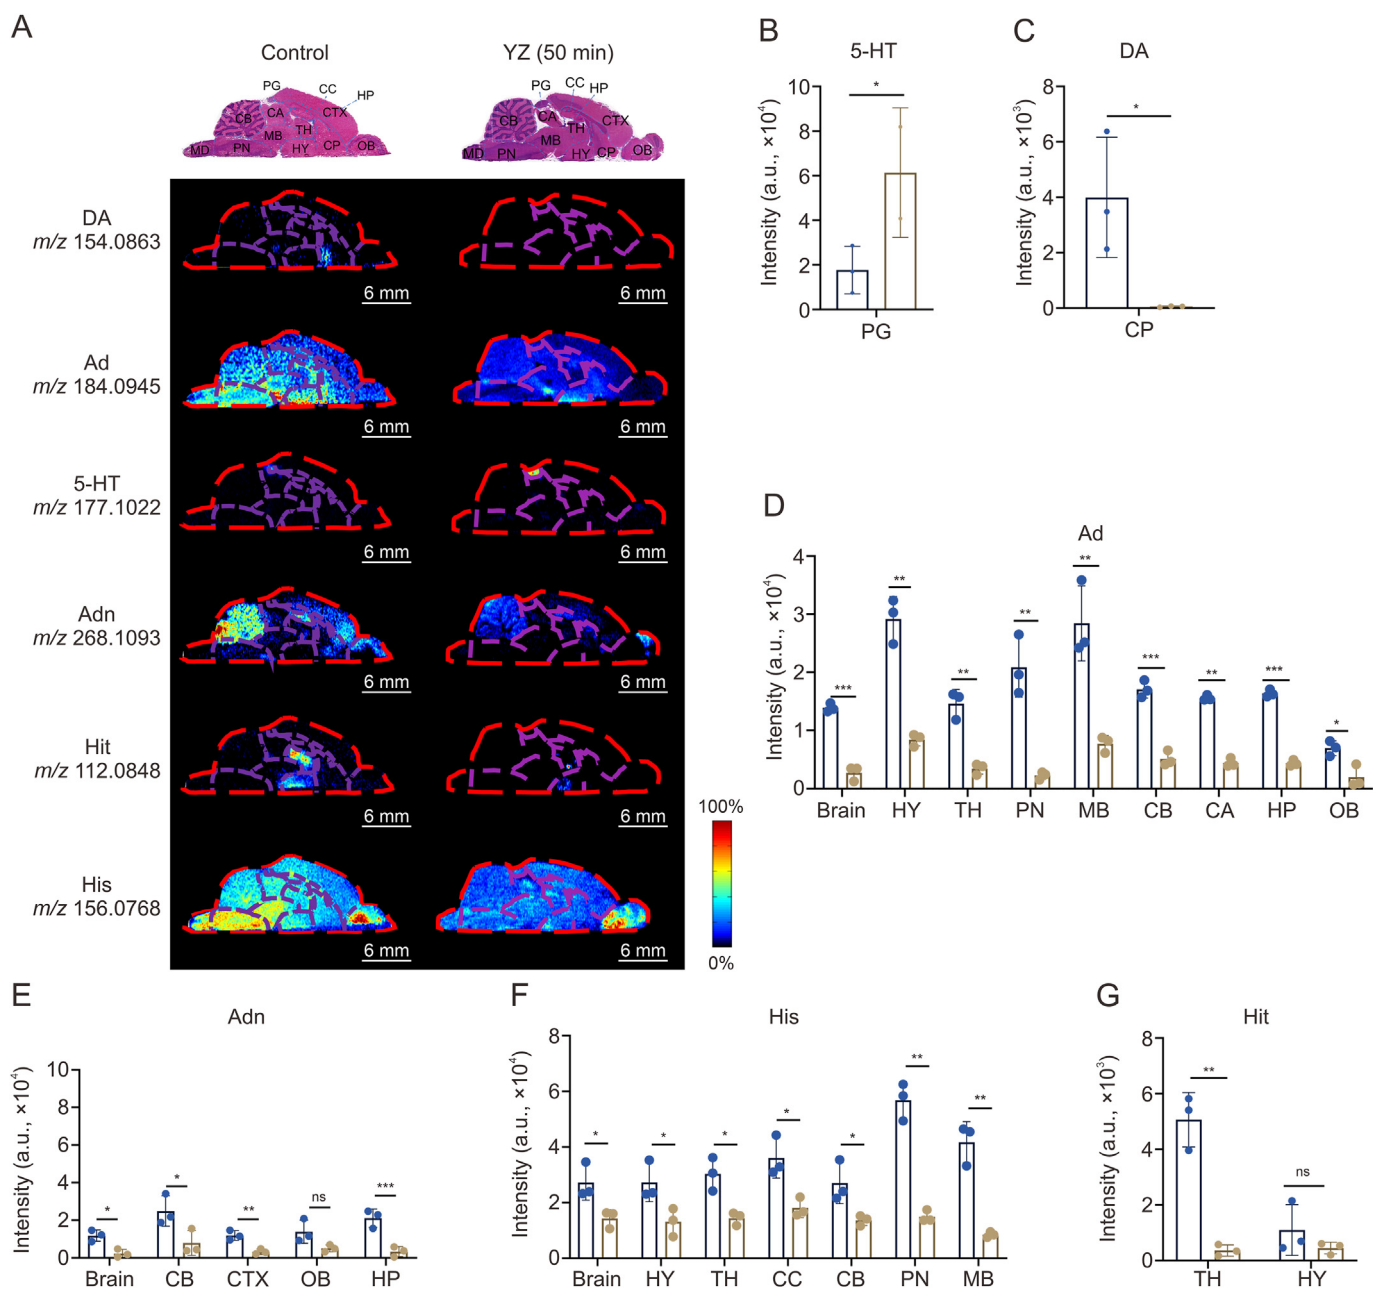 A
Control
YZ (50 min)
PG
CC
HP
CB
CA
CTX
TH
MB
MD
PN
HY
CP
OB
PG
CC
HP
CB
CA
CTX
TH
MB
MD
PN
HY
CP
OB
DA
m/z 154.0863
6 mm
6 mm
Ad
m/z 184.0945
6 mm
6 mm
5-HT
m/z 177.1022
6 mm
6 mm
Adn
m/z 268.1093
6 mm
6 mm
Hit
m/z 112.0848
6 mm
6 mm
His
m/z 156.0768
6 mm
6 mm
100%
0%
B
5-HT
Intensity (a.u., ×10⁴)
10
8
6
4
2
0
*
PG
C
DA
Intensity (a.u., ×10³)
8
6
4
2
0
*
CP
D
Ad
Intensity (a.u., ×10⁴)
4
3
2
1
0
*** ** ** ** ** *** ** *** *
Brain HY TH PN MB CB CA HP OB
E
Adn
Intensity (a.u., ×10⁴)
10
8
6
4
2
0
* * ** ns ***
Brain CB CTX OB HP
F
His
Intensity (a.u., ×10⁴)
8
6
4
2
0
* * * * * ** **
Brain HY TH CC CB PN MB
G
Hit
Intensity (a.u., ×10³)
8
6
4
2
0
** ns
TH HY